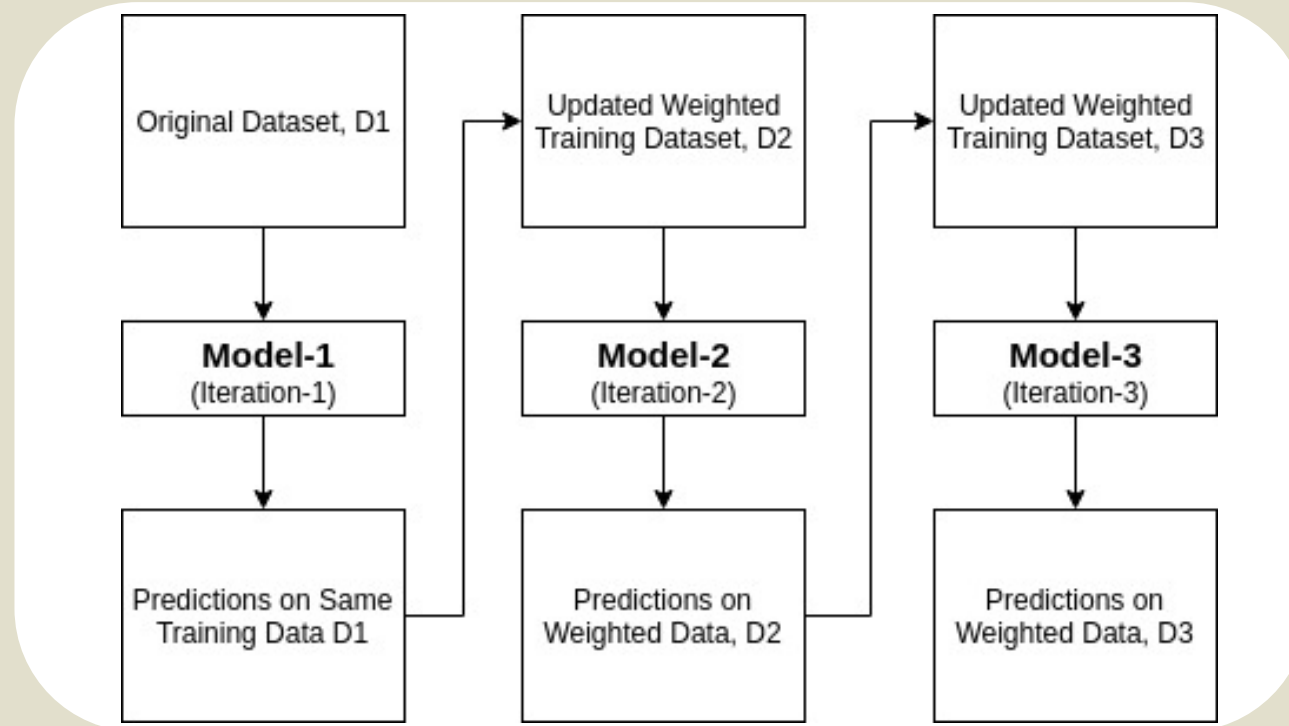 Original Dataset, D1
Updated Weighted
Training Dataset, D2
Updated Weighted
Training Dataset, D3
Model-1
(Iteration-1)
Model-2
(Iteration-2)
Model-3
(Iteration-3)
Predictions on Same
Training Data D1
Predictions on
Weighted Data, D2
Predictions on
Weighted Data, D3